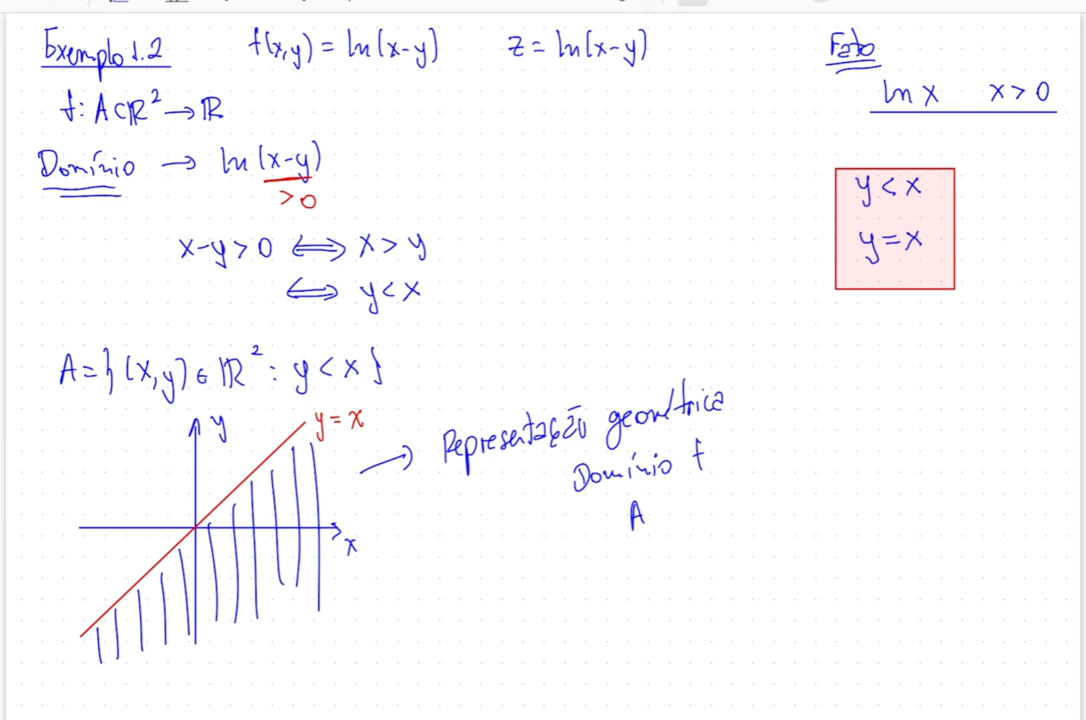 Exemplo 1.2 f(x,y) = ln(x-y) z = ln(x-y)
Fato
ln x x > 0
f: A⊂ℝ² → ℝ
Domínio → ln(x-y)
>0
x-y > 0 ⟺ x > y
⟺ y < x
y < x
y = x
A = {(x,y) ∈ ℝ² : y < x}
y
y = x
x
→ Representação geométrica
Domínio f
A